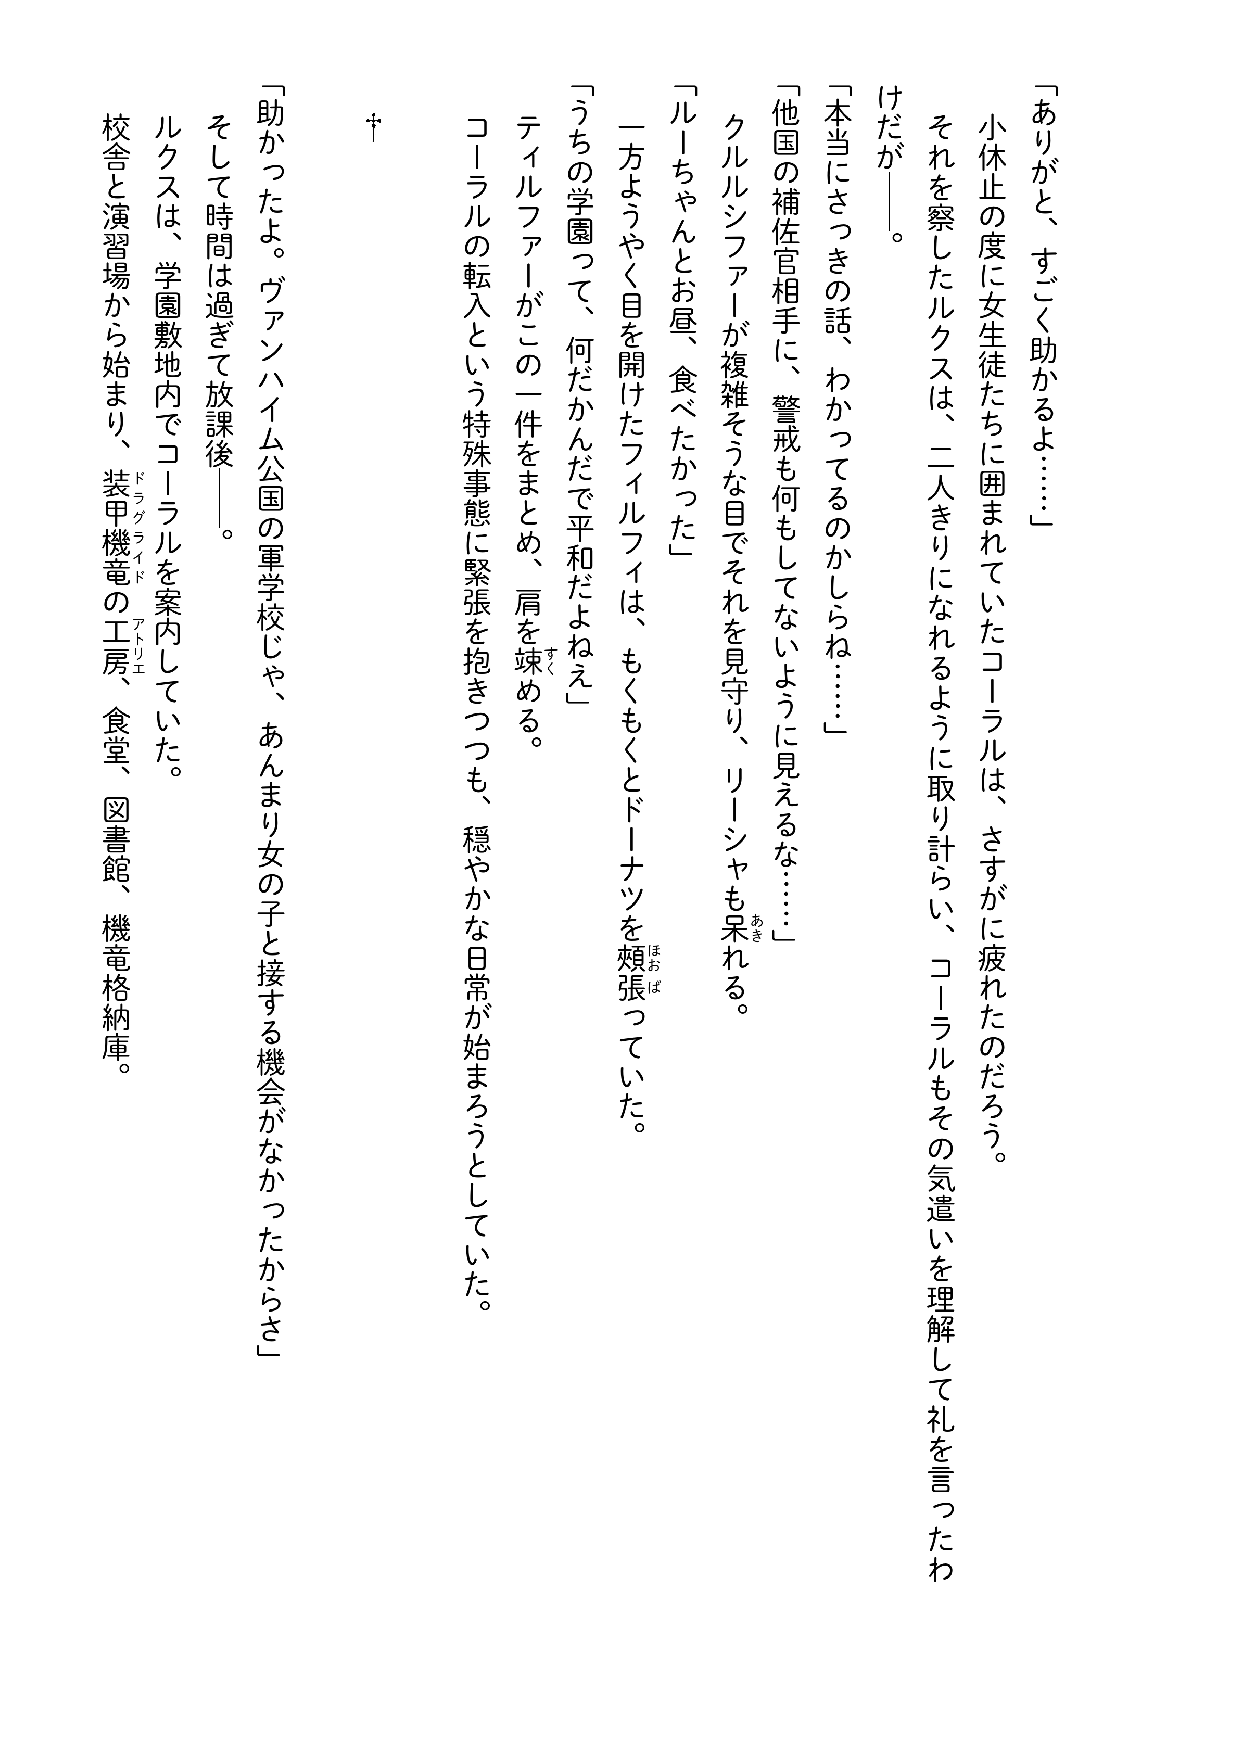 「ありがと、すごく助かるよ……」
小休止の度に女生徒たちに囲まれていたコーラルは、さすがに疲れたのだろう。
それを察したルクスは、二人きりになれるように取り計らい、コーラルもその気遣いを理解して礼を言ったわ
けだが――。
「本当にさっきの話、わかってるのかしらね……」
「他国の補佐官相手に、警戒も何もしてないように見えるな……」
クルルシファーが複雑そうな目でそれを見守り、リーシャも呆れる。
「ルーちゃんとお昼、食べたかった」
一方ようやく目を開けたフィルフィは、もくもくとドーナツを頰張っていた。
「うちの学園って、何だかんだで平和だよねえ」
ティルファーがこの一件をまとめ、肩を竦める。
コーラルの転入という特殊事態に緊張を抱きつつも、穏やかな日常が始まろうとしていた。
†
「助かったよ。ヴァンハイム公国の軍学校じゃ、あんまり女の子と接する機会がなかったからさ」
そして時間は過ぎて放課後――。
ルクスは、学園敷地内でコーラルを案内していた。
校舎と演習場から始まり、装甲機竜の工房、食堂、図書館、機竜格納庫。
あき
ほおば
すく
ドラグライド
アトリエ